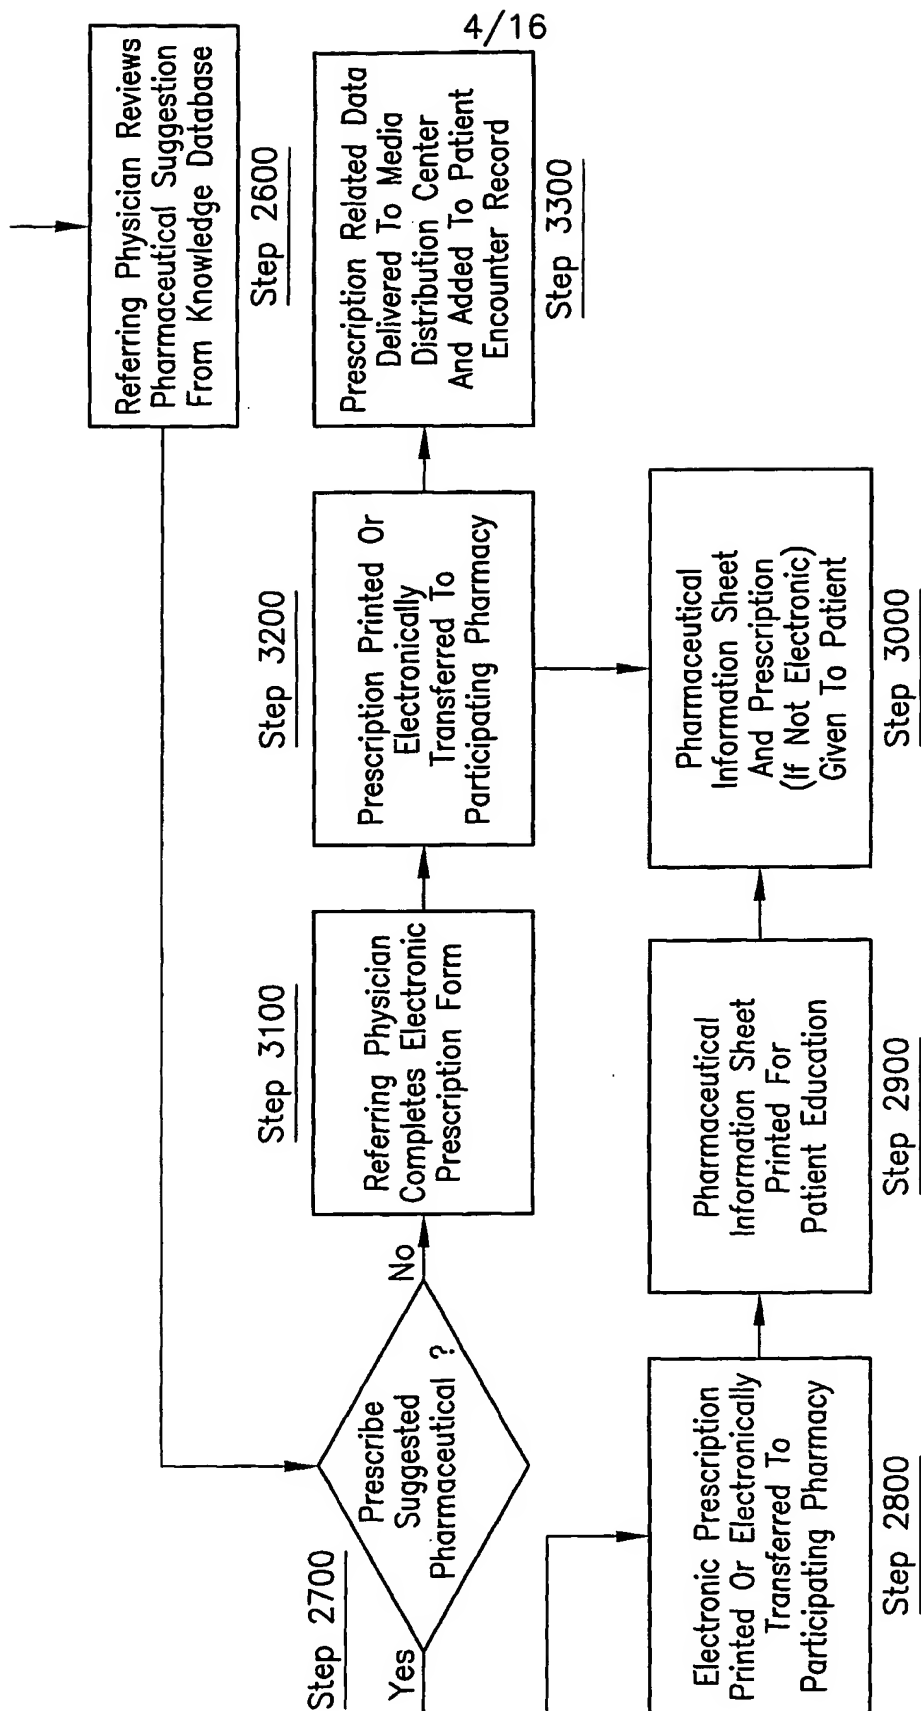 4/16
Referring Physician Reviews
Pharmaceutical Suggestion
From Knowledge Database
Step 2600
Step 2700
Prescribe
Suggested
Pharmaceutical ?
Yes
No
Step 3100
Referring Physician
Completes Electronic
Prescription Form
Step 3200
Prescription Printed Or
Electronically
Transferred To
Participating Pharmacy
Prescription Related Data
Delivered To Media
Distribution Center
And Added To Patient
Encounter Record
Step 3300
Electronic Prescription
Printed Or Electronically
Transferred To
Participating Pharmacy
Step 2800
Pharmaceutical
Information Sheet
Printed For
Patient Education
Step 2900
Pharmaceutical
Information Sheet
And Prescription
(If Not Electronic)
Given To Patient
Step 3000